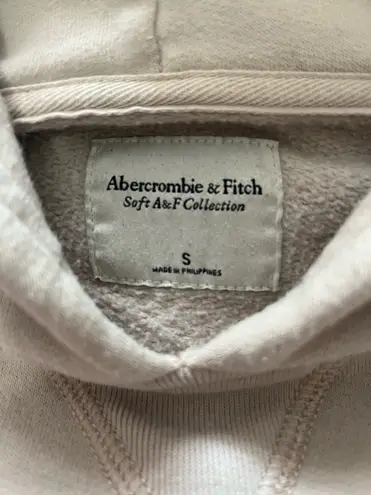 Abercrombie & Fitch
Soft A&F Collection
S
MADE IN PHILIPPINES